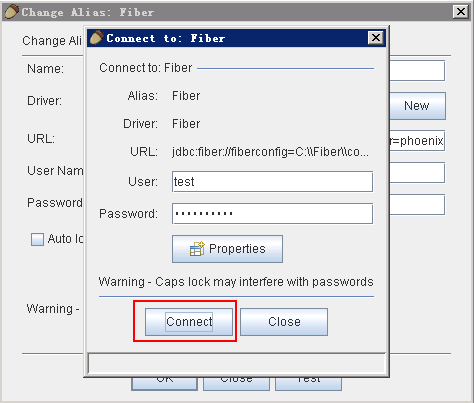 Change Alias: Fiber
Change Ali
Name:
Driver:
New
URL:
r=phoenix
User Nam
Password
Auto lo
Warning -
OK
Close
Test
Connect to: Fiber
Connect to: Fiber
Alias: Fiber
Driver: Fiber
URL: jdbc:fiber://fiberconfig=C:\\Fiber\\co...
User: test
Password: ••••••••••
Properties
Warning - Caps lock may interfere with passwords
Connect
Close